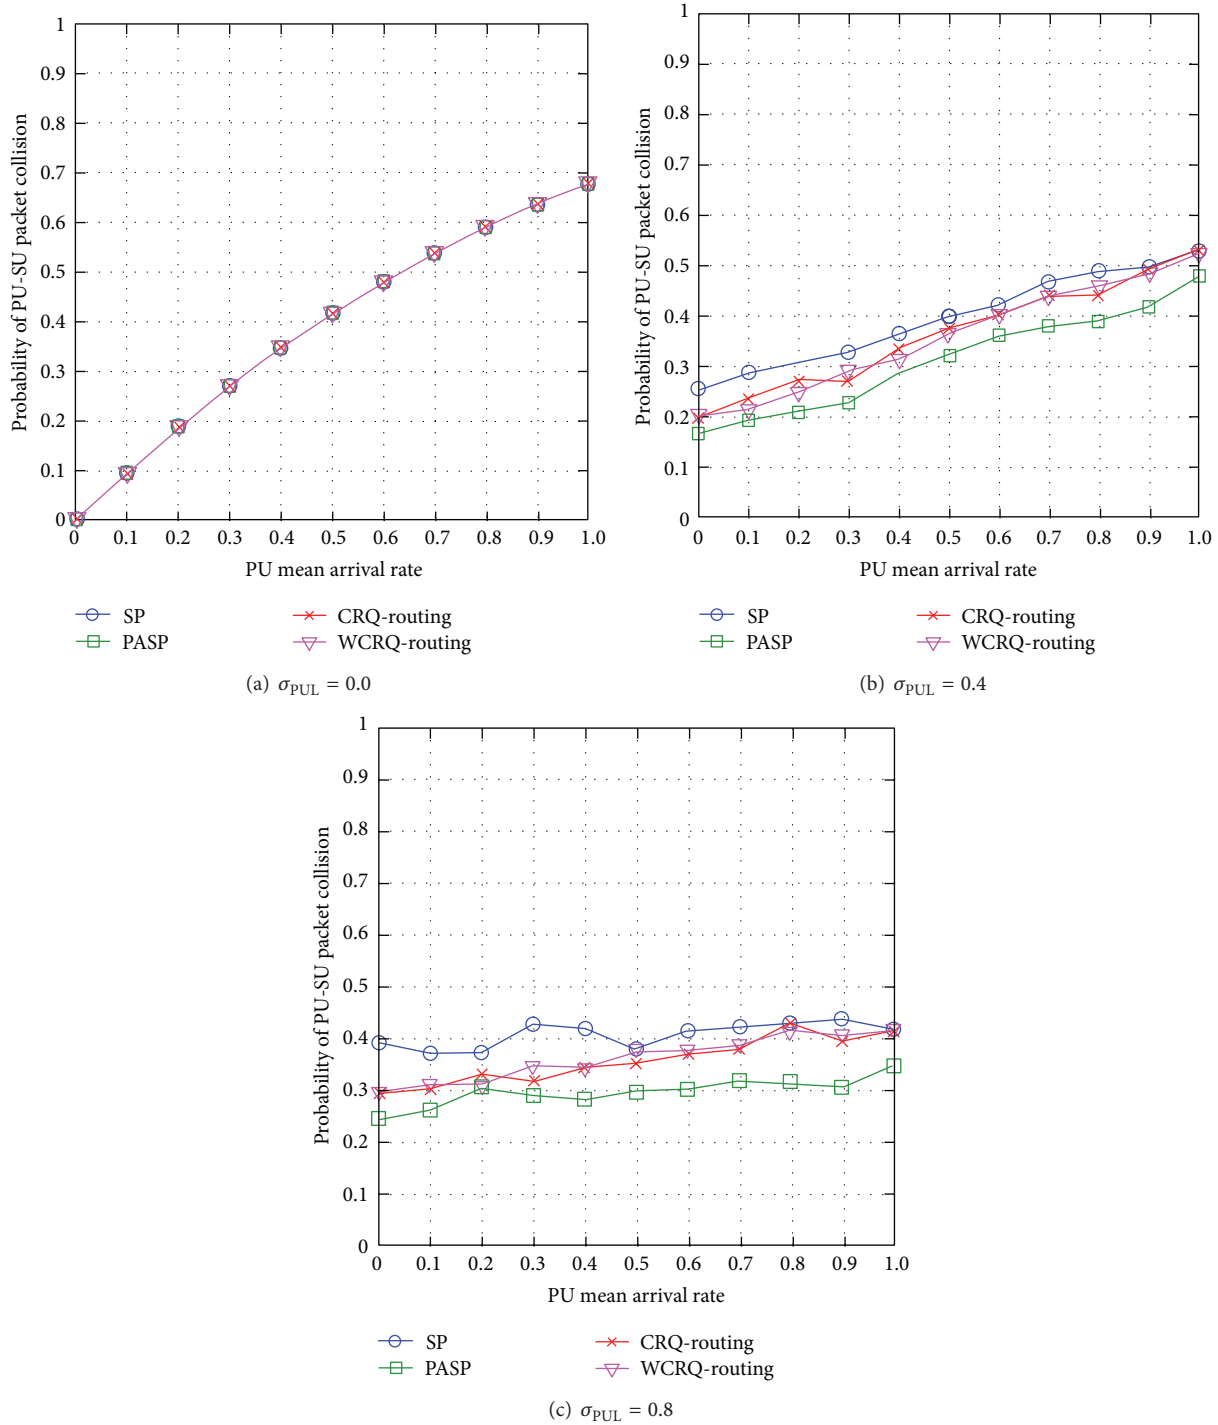 1
0.9
0.8
0.7
0.6
0.5
0.4
0.3
0.2
0.1
0
Probability of PU-SU packet collision
0 0.1 0.2 0.3 0.4 0.5 0.6 0.7 0.8 0.9 1.0
PU mean arrival rate
SP CRQ-routing
PASP WCRQ-routing
(a) σPUL = 0.0
1
0.9
0.8
0.7
0.6
0.5
0.4
0.3
0.2
0.1
0
Probability of PU-SU packet collision
0 0.1 0.2 0.3 0.4 0.5 0.6 0.7 0.8 0.9 1.0
PU mean arrival rate
SP CRQ-routing
PASP WCRQ-routing
(b) σPUL = 0.4
1
0.9
0.8
0.7
0.6
0.5
0.4
0.3
0.2
0.1
0
Probability of PU-SU packet collision
0 0.1 0.2 0.3 0.4 0.5 0.6 0.7 0.8 0.9 1.0
PU mean arrival rate
SP CRQ-routing
PASP WCRQ-routing
(c) σPUL = 0.8